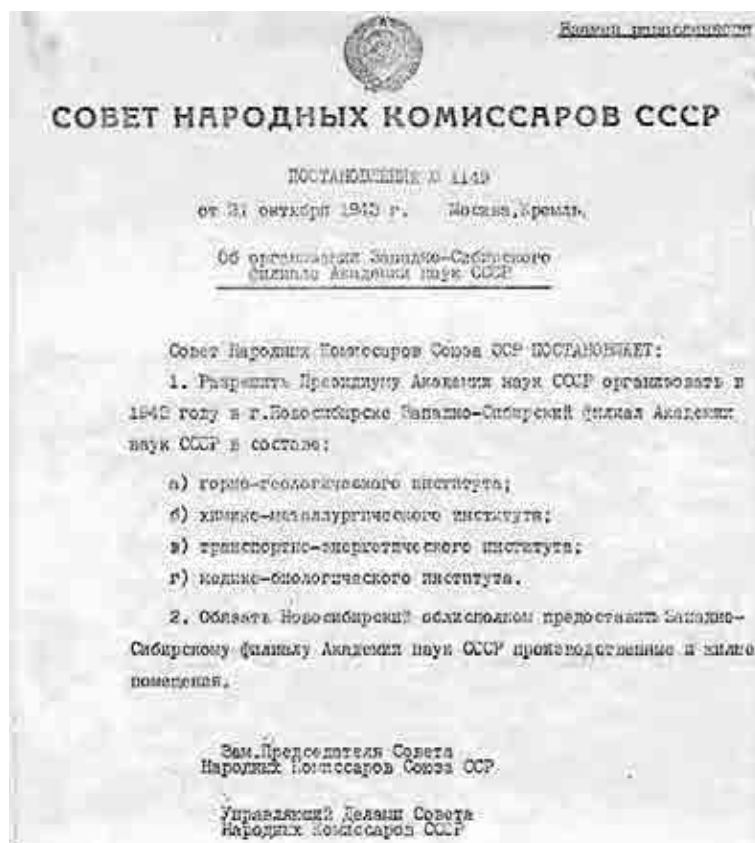 СОВЕТ НАРОДНЫХ КОМИССАРОВ СССР
ПОСТАНОВЛЕНИЕ № 1149
от 21 октября 1943 г. Москва, Кремль.
Об организации Западно-Сибирского
филиала Академии наук СССР
Совет Народных Комиссаров Союза ССР ПОСТАНОВЛЯЕТ:
1. Разрешить Президиуму Академии наук СССР организовать в
году в г.Новосибирске Западно-Сибирский филиал Академии
наук СССР в составе:
а) горно-геологического института;
б) химико-металлургического института;
в) транспортно-энергетического института;
г) медико-биологического института.
2. Обязать Новосибирский облисполком предоставить Западно-
Сибирскому филиалу Академии наук СССР производственные и жилые
помещения.
Зам.Председателя Совета
Народных Комиссаров Союза ССР
Управляющий Делами Совета
Народных Комиссаров СССР